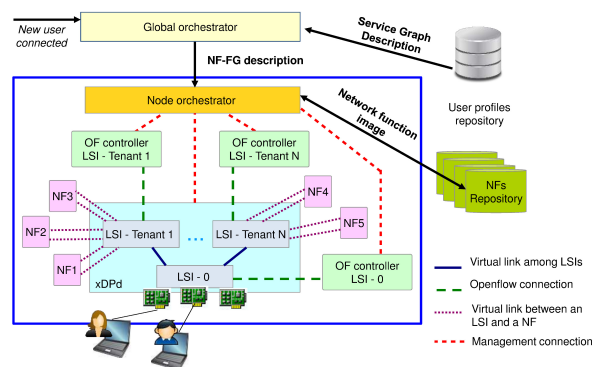 New user
connected
Global orchestrator
Service Graph
Description
NF-FG description
User profiles
repository
Node orchestrator
Network function
image
OF controller
LSI - Tenant 1
OF controller
LSI - Tenant N
NFs
Repository
NF3
NF4
NF2
LSI - Tenant 1
...
LSI - Tenant N
NF5
NF1
xDPd
LSI - 0
OF controller
LSI - 0
Virtual link among LSIs
Openflow connection
Virtual link between an
LSI and a NF
Management connection